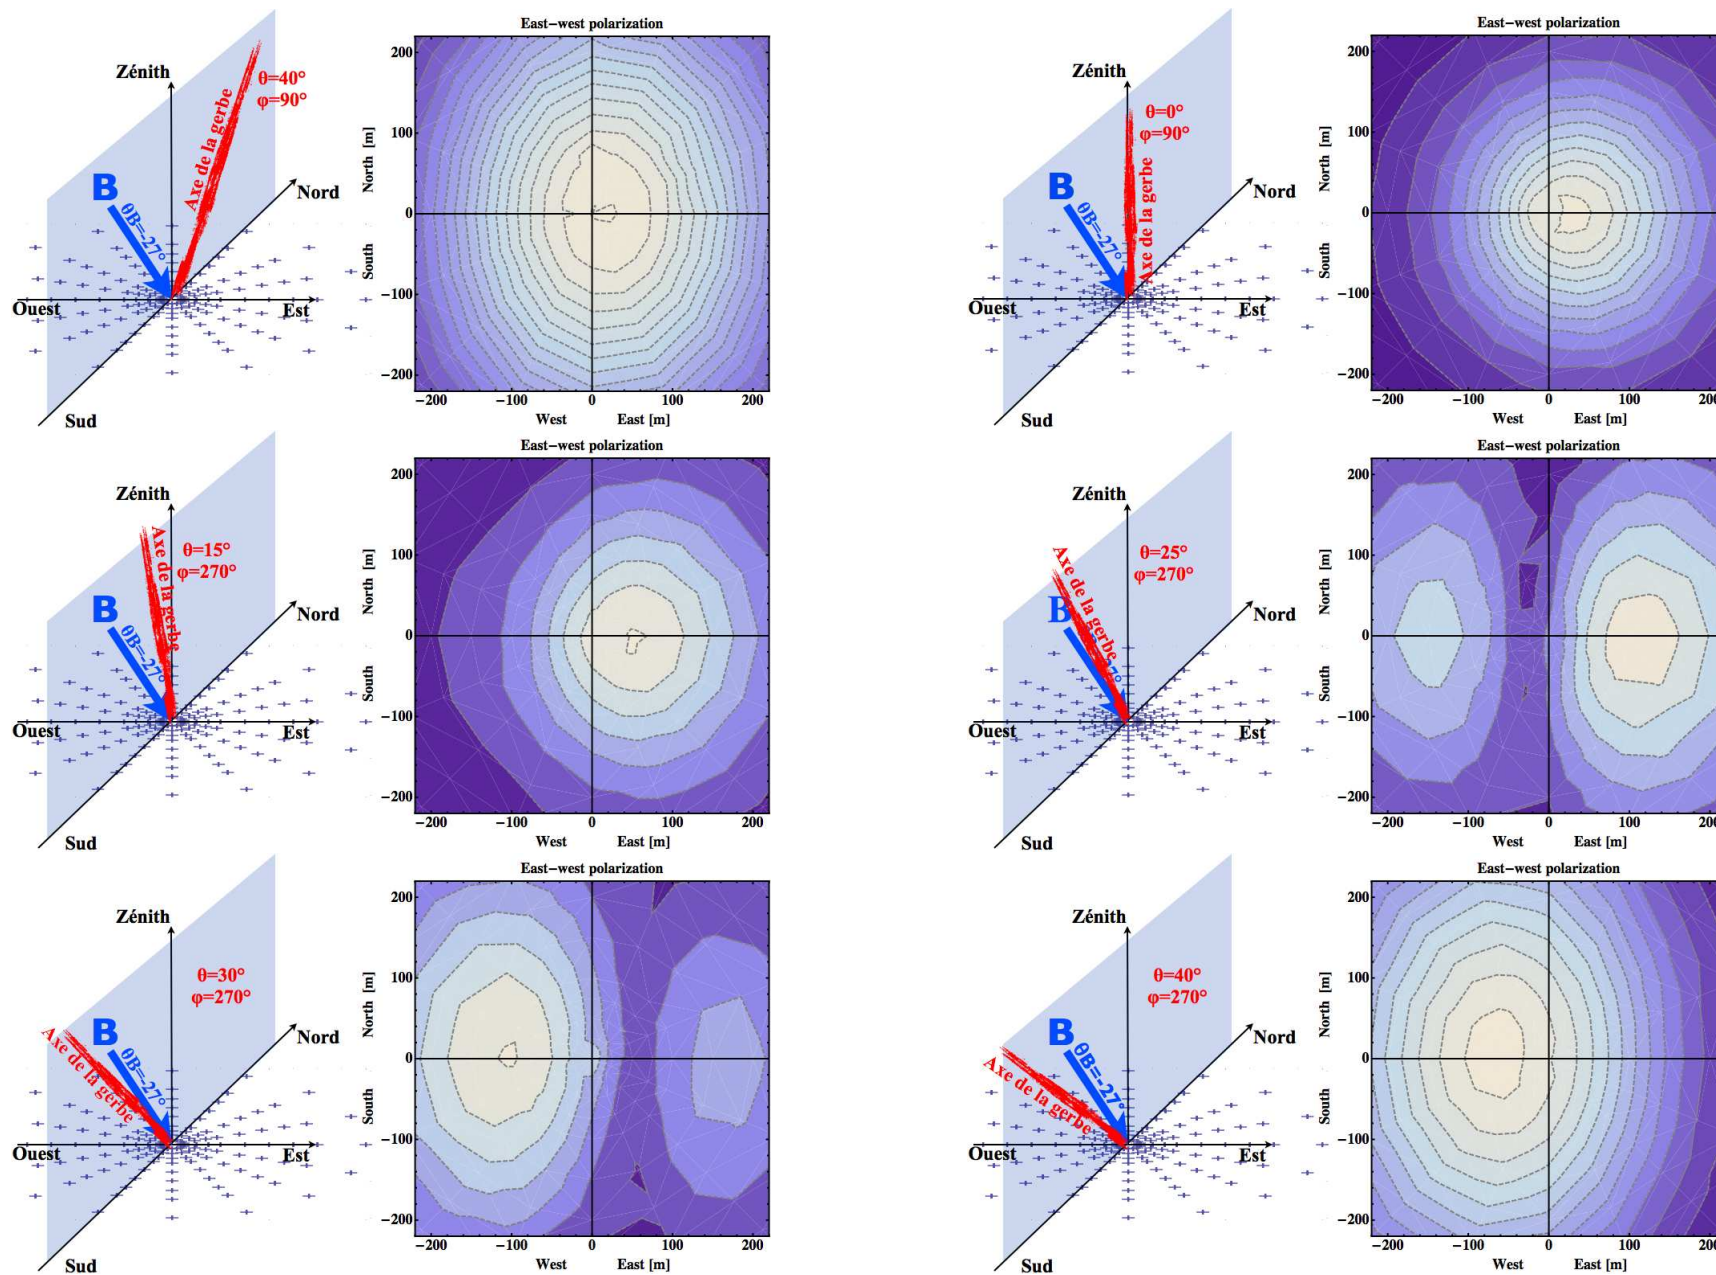 East−west polarization
Zénith
θ=40°
φ=90°
Axe de la gerbe
B
θB=-27°
Nord
Ouest
Est
Sud
200
100
0
−100
−200
North [m]
South
−200
−100
0
100
200
West
East [m]
East−west polarization
Zénith
θ=0°
φ=90°
Axe de la gerbe
B
θB=-27°
Nord
Ouest
Est
Sud
200
100
0
−100
−200
North [m]
South
−200
−100
0
100
200
West
East [m]
East−west polarization
Zénith
θ=15°
φ=270°
Axe de la gerbe
B
θB=-27°
Nord
Ouest
Est
Sud
200
100
0
−100
−200
North [m]
South
−200
−100
0
100
200
West
East [m]
East−west polarization
Zénith
θ=25°
φ=270°
Axe de la gerbe
B
Nord
Ouest
Est
Sud
200
100
0
−100
−200
North [m]
South
−200
−100
0
100
200
West
East [m]
East−west polarization
Zénith
θ=30°
φ=270°
Axe de la gerbe
B
θB=-27°
Nord
Ouest
Est
Sud
200
100
0
−100
−200
North [m]
South
−200
−100
0
100
200
West
East [m]
East−west polarization
Zénith
θ=40°
φ=270°
Axe de la gerbe
B
θB=-27°
Nord
Ouest
Est
Sud
200
100
0
−100
−200
North [m]
South
−200
−100
0
100
200
West
East [m]